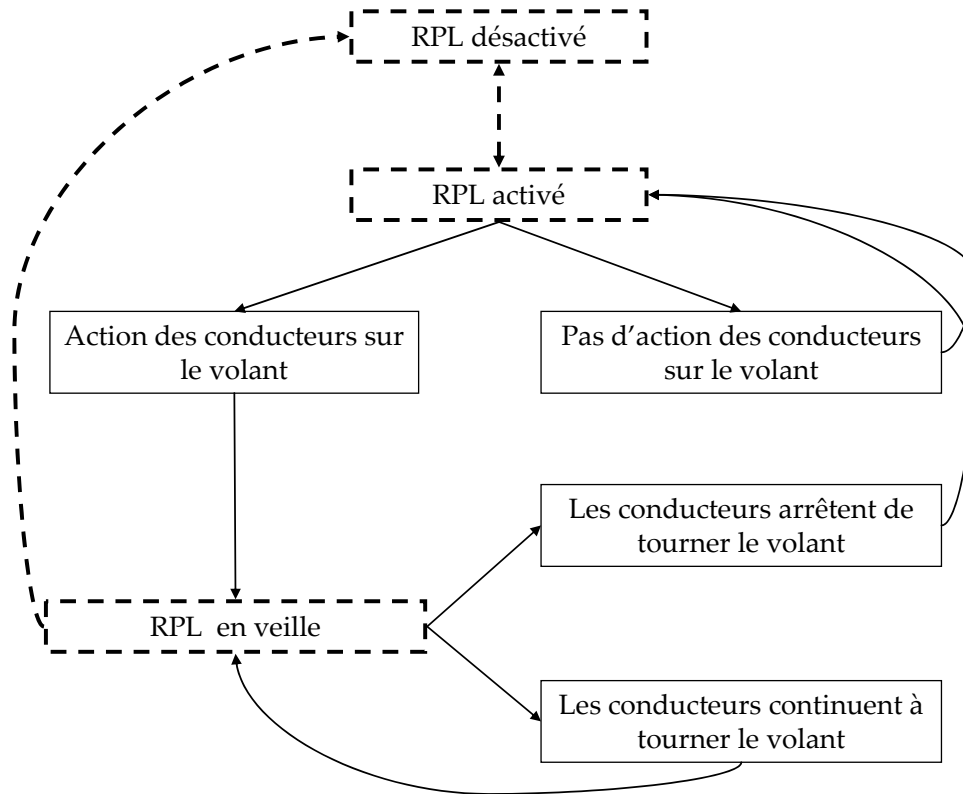 RPL désactivé
RPL activé
Action des conducteurs sur
le volant
Pas d’action des conducteurs
sur le volant
Les conducteurs arrêtent de
tourner le volant
RPL en veille
Les conducteurs continuent à
tourner le volant